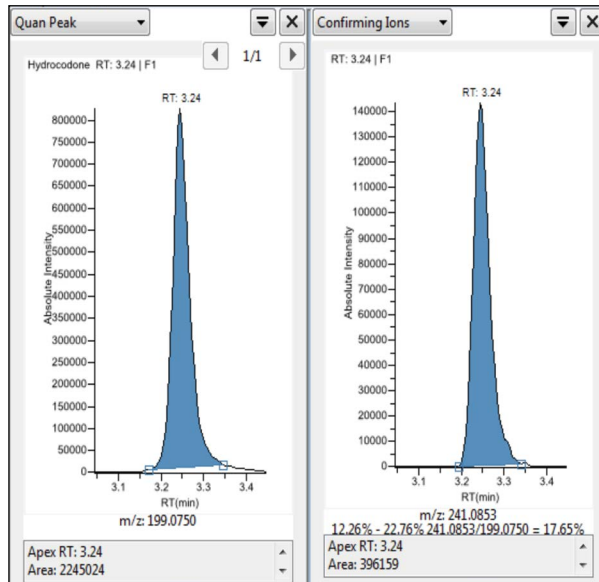 Quan Peak
1/1
Hydrocodone RT: 3.24 | F1
RT: 3.24
800000
750000
700000
650000
600000
550000
500000
450000
400000
350000
300000
250000
200000
150000
100000
50000
0
Absolute Intensity
3.1 3.2 3.3 3.4
RT(min)
m/z: 199.0750
Apex RT: 3.24
Area: 2245024
Confirming Ions
RT: 3.24 | F1
RT: 3.24
140000
130000
120000
110000
100000
90000
80000
70000
60000
50000
40000
30000
20000
10000
0
Absolute Intensity
3.1 3.2 3.3 3.4
RT(min)
m/z: 241.0853
12.26% - 22.76% 241.0853/199.0750 = 17.65%
Apex RT: 3.24
Area: 396159